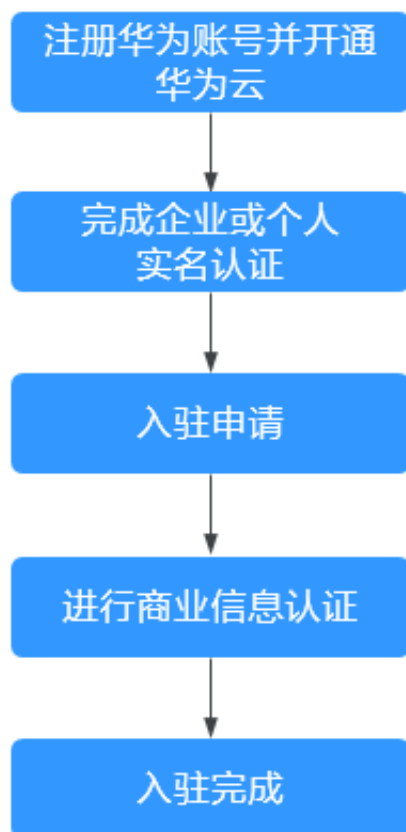 注册华为账号并开通
华为云
完成企业或个人
实名认证
入驻申请
进行商业信息认证
入驻完成